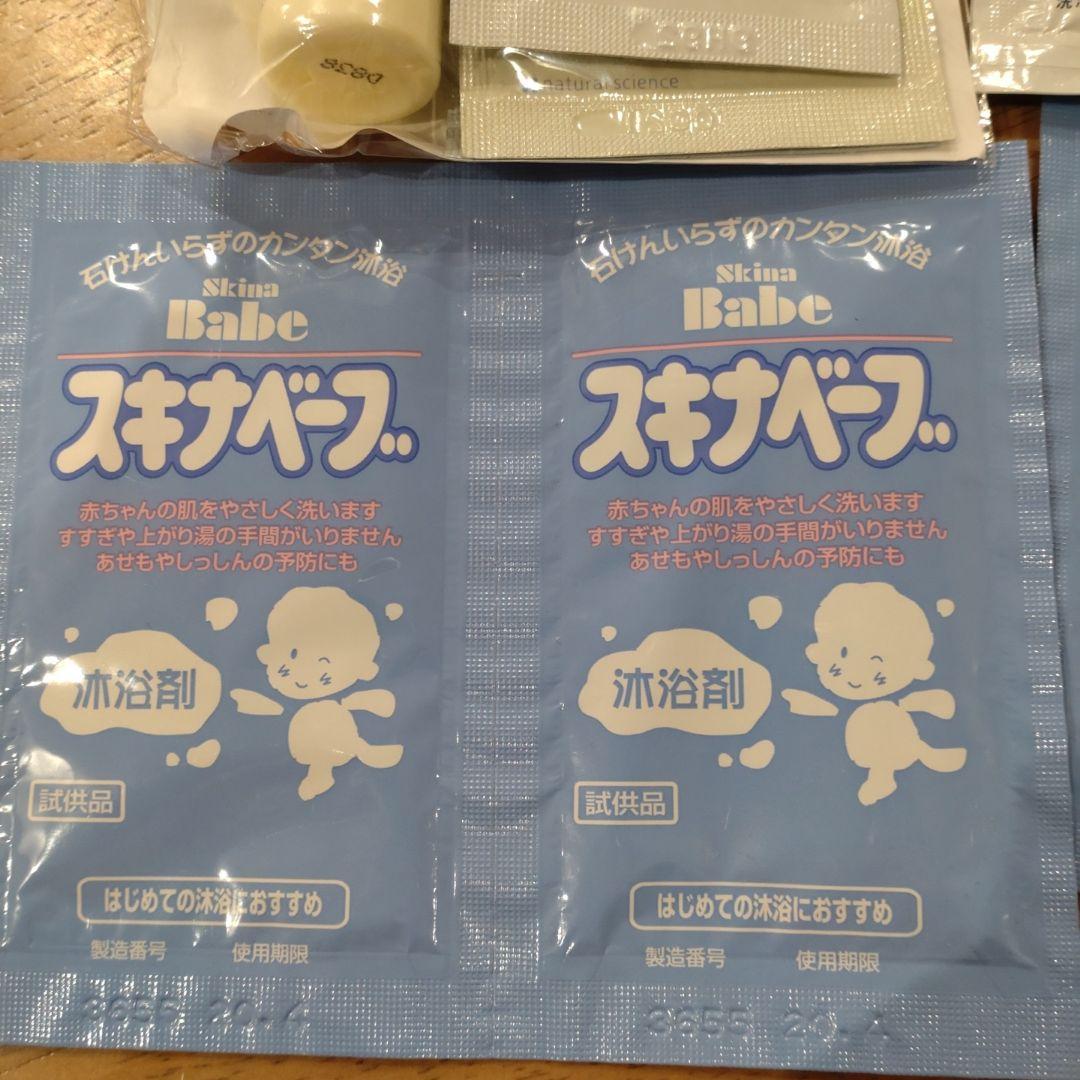 D838
natural science
石けんいらずのカンタン沐浴
Skina
Babe
スキナベーブ
赤ちゃんの肌をやさしく洗います
すすぎや上がり湯の手間がいりません
あせもやしっしんの予防にも
沐浴剤
試供品
はじめての沐浴におすすめ
製造番号 使用期限
3655 20.4
石けんいらずのカンタン沐浴
Skina
Babe
スキナベーブ
赤ちゃんの肌をやさしく洗います
すすぎや上がり湯の手間がいりません
あせもやしっしんの予防にも
沐浴剤
試供品
はじめての沐浴におすすめ
製造番号 使用期限
3655 20.4